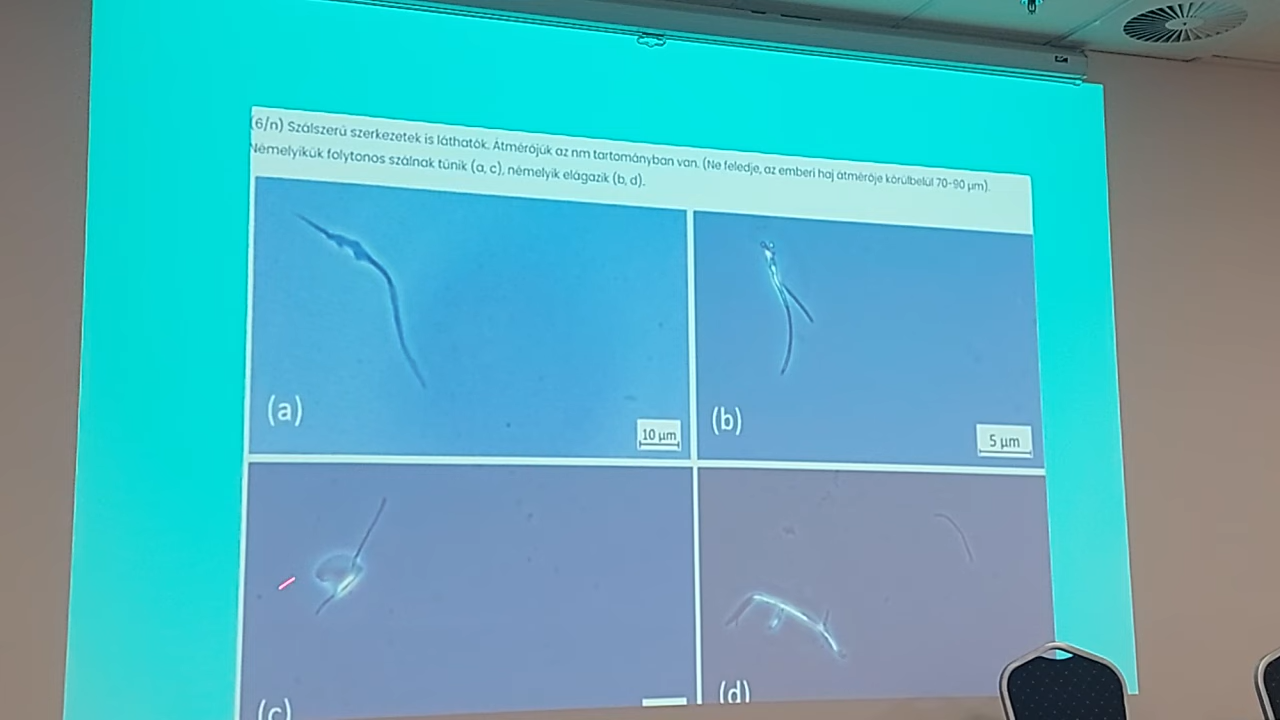 (6/n) Szálszerű szerkezetek is láthatók. Átmérőjük az nm tartományban van. (Ne feledje, az emberi haj átmérője körülbelül 70-90 µm).
Némelyikük folytonos szálnak tűnik (a, c), némelyik elágazik (b, d).
(a)
10 µm
(b)
5 µm
(c)
(d)